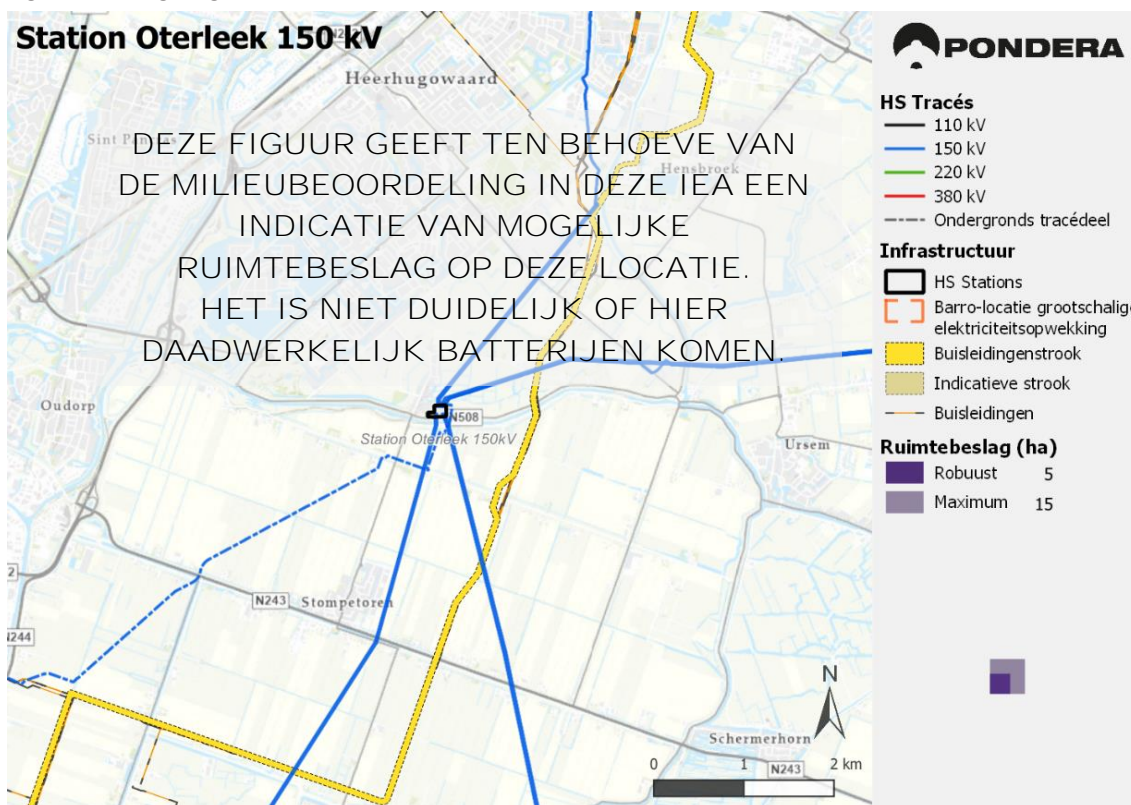 Station Oterleek 150 kV
Heerhugowaard
Hensbroek
DEZE FIGUUR GEEFT TEN BEHOEVE VAN
DE MILIEUBEOORDELING IN DEZE IEA EEN
INDICATIE VAN MOGELIJKE
RUIMTEBESLAG OP DEZE LOCATIE.
HET IS NIET DUIDELIJK OF HIER
DAADWERKELIJK BATTERIJEN KOMEN.
Oudorp
N508
Station Oterleek 150kV
Ursem
N243
Stompetoren
N244
N
Schermerhorn
N243
0 1 2 km
PONDERA
HS Tracés
110 kV
150 kV
220 kV
380 kV
Ondergronds tracédeel
Infrastructuur
HS Stations
Barro-locatie grootschalige
elektriciteitsopwekking
Buisleidingenstrook
Indicatieve strook
Buisleidingen
Ruimtebeslag (ha)
Robuust 5
Maximum 15